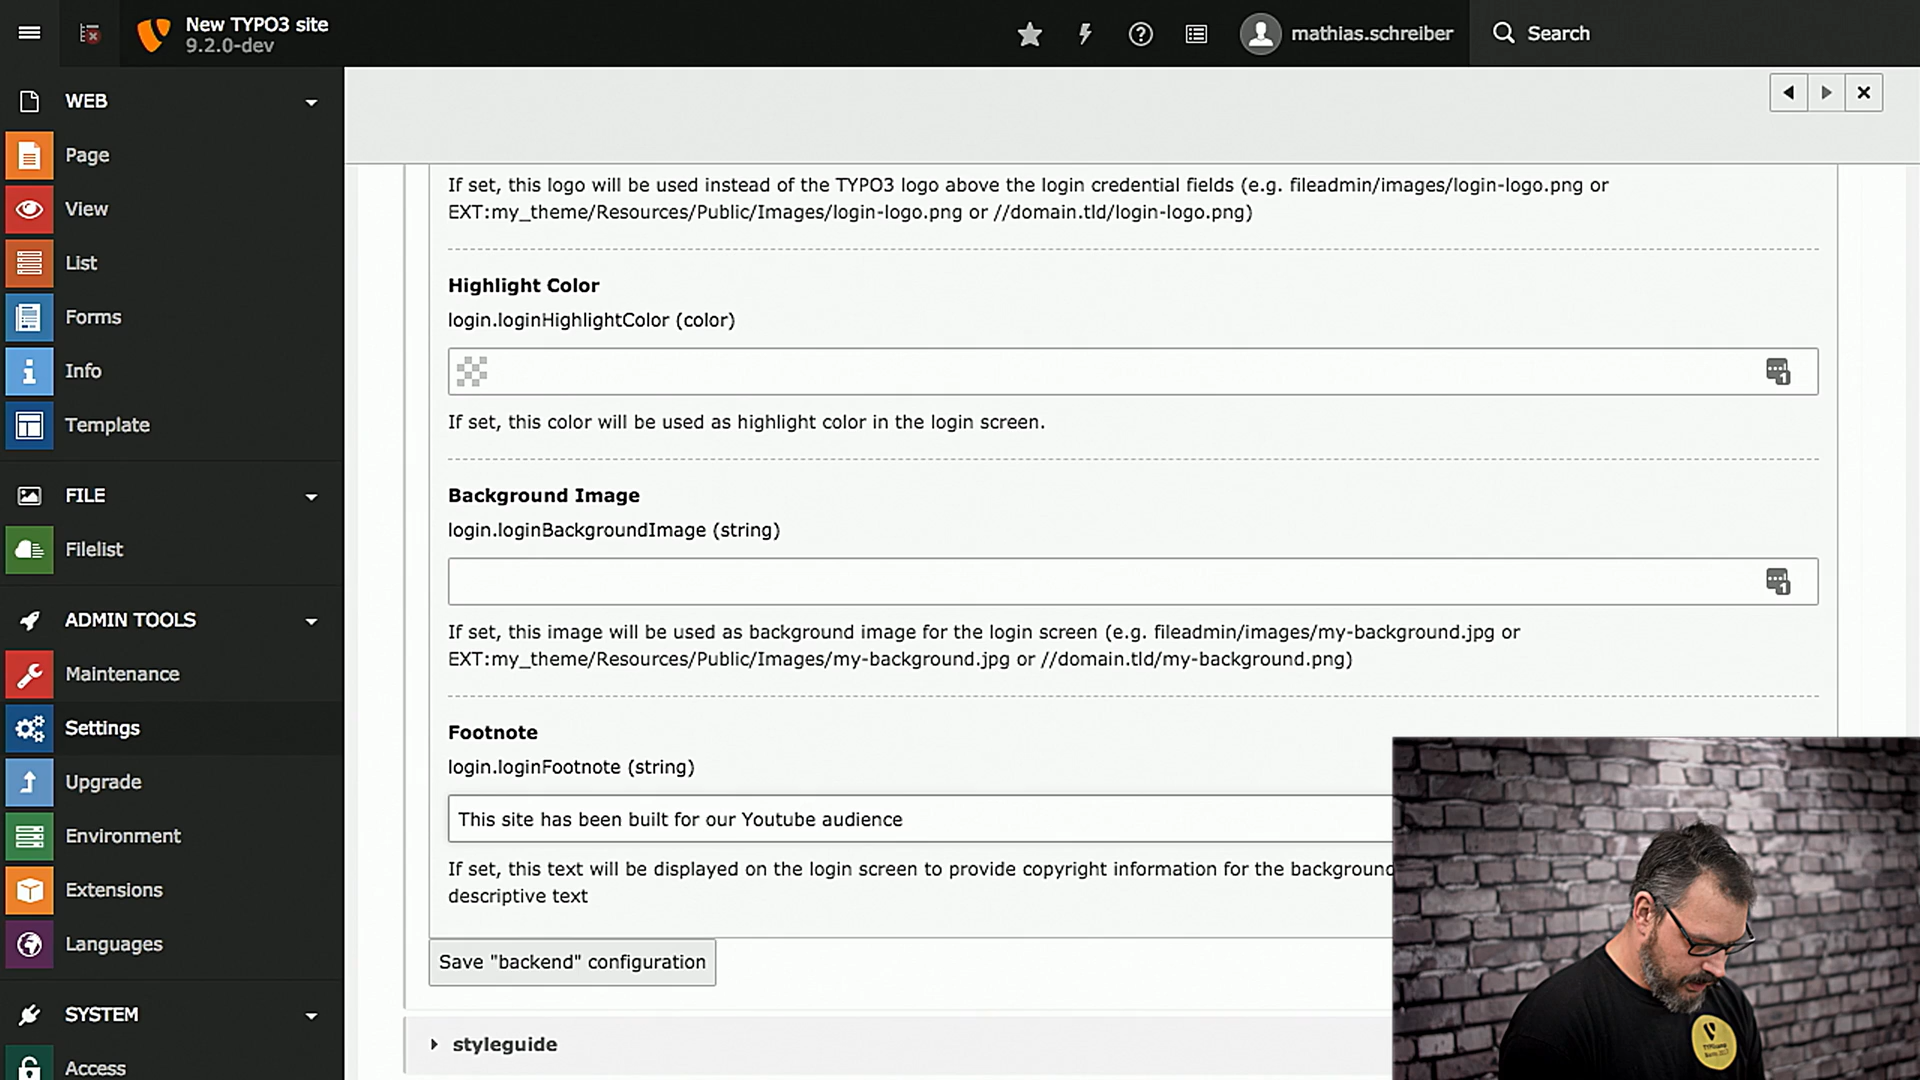 New TYPO3 site
9.2.0-dev
mathias.schreiber
Search
WEB
Page
View
List
Forms
Info
Template
FILE
Filelist
ADMIN TOOLS
Maintenance
Settings
Upgrade
Environment
Extensions
Languages
SYSTEM
Access
If set, this logo will be used instead of the TYPO3 logo above the login credential fields (e.g. fileadmin/images/login-logo.png or
EXT:my_theme/Resources/Public/Images/login-logo.png or //domain.tld/login-logo.png)
Highlight Color
login.loginHighlightColor (color)
If set, this color will be used as highlight color in the login screen.
Background Image
login.loginBackgroundImage (string)
If set, this image will be used as background image for the login screen (e.g. fileadmin/images/my-background.jpg or
EXT:my_theme/Resources/Public/Images/my-background.jpg or //domain.tld/my-background.png)
Footnote
login.loginFootnote (string)
This site has been built for our Youtube audience
If set, this text will be displayed on the login screen to provide copyright information for the background
descriptive text
Save "backend" configuration
styleguide